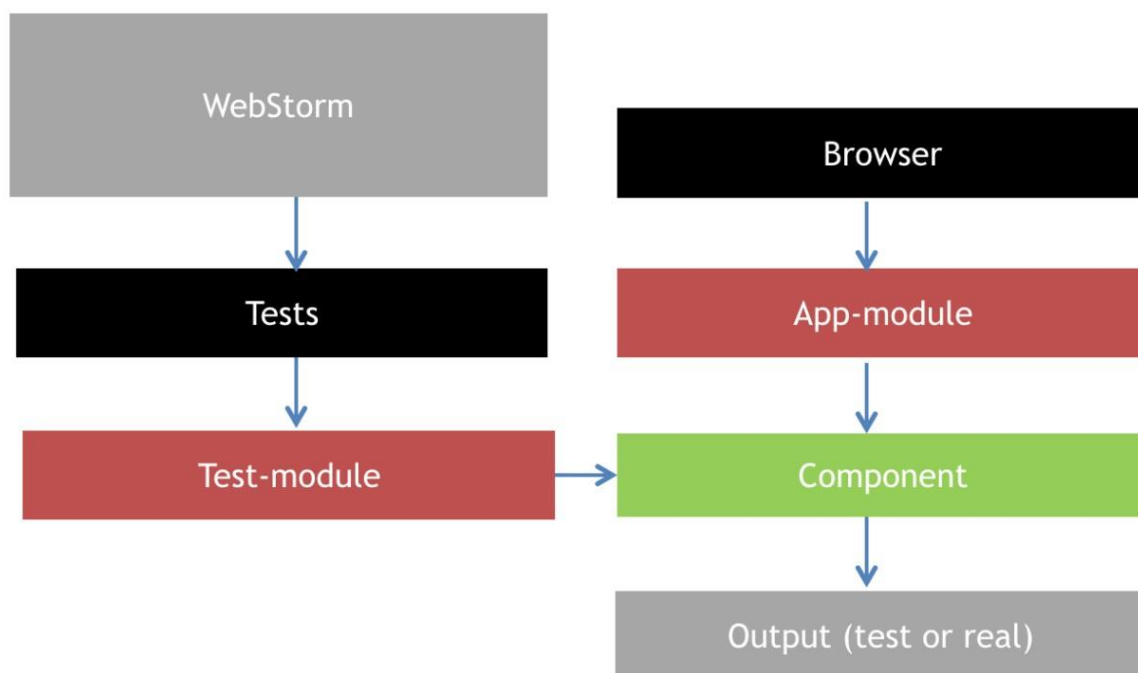 WebStorm
Browser
Tests
App-module
Test-module
Component
Output (test or real)